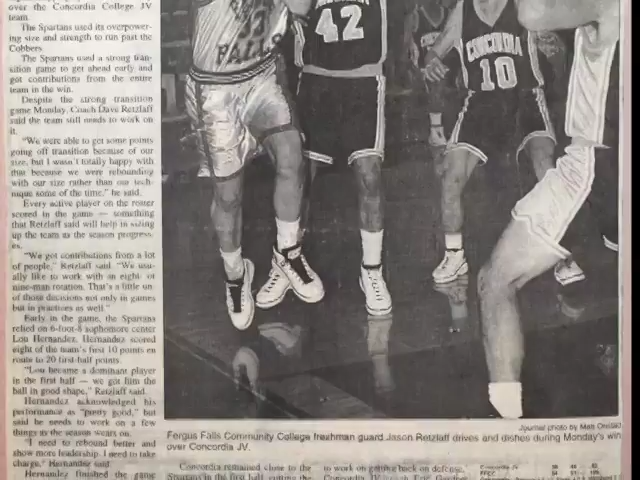 over the Concordia College JV
team.
The Spartans used its overpower-
ing size and strength to run past the
Cobbers.
The Spartans used a strong tran-
sition game to get ahead early and
got contributions from the entire
team in the win.
Despite the strong transition
game Monday, Coach Dave Retzlaff
said the team still needs to work on
it.
"We were able to get some points
going off transition because of our
size, but I wasn't totally happy with
that because we were rebounding
with our size rather than our tech-
nique some of the time," he said.
Every active player on the roster
scored in the game — something
that Retzlaff said will help in sizing
up the team as the season progress-
es.
"We got contributions from a lot
of people," Retzlaff said. "We usu-
ally like to work with an eight- or
nine-man rotation. That's a little un
of those decisions not only in games
but in practices as well."
Early in the game, the Spartans
relied on 6-foot-8 sophomore center
Lou Hernandez. Hernandez scored
eight of the team's first 10 points en
route to 20 first-half points.
"Lou became a dominant player
in the first half — we got him the
ball in good shape," Retzlaff said.
Hernandez acknowledged his
performance as "pretty good," but
said he needs to work on a few
things as the season wears on.
"I need to rebound better and
show more leadership. I need to take
charge," Hernandez said.
Hernandez finished the game
42
CONCORDIA
10
Journal photo by Matt
Fergus Falls Community College freshman guard Jason Retzlaff drives and dishes during Monday's win
over Concordia JV.
Concordia remained close to the
Spartans in the first half, cutting the
to work on getting back on defense.
Concordia JV
FFCC